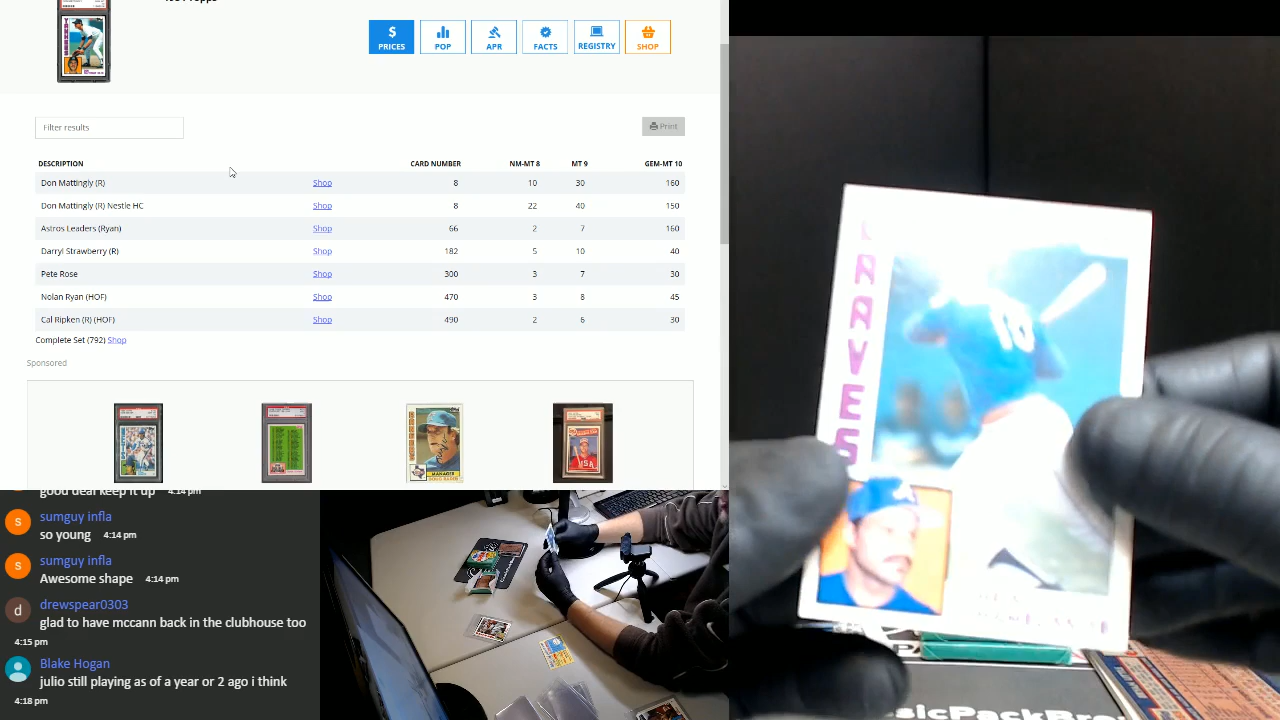 PRICES
POP
APR
FACTS
REGISTRY
SHOP
Filter results
Print
DESCRIPTION CARD NUMBER NM-MT 8 MT 9 GEM-MT 10
Don Mattingly (R) Shop 8 10 30 160
Don Mattingly (R) Nestle HC Shop 8 22 40 150
Astros Leaders (Ryan) Shop 66 2 7 160
Darryl Strawberry (R) Shop 182 5 10 40
Pete Rose Shop 300 3 7 30
Nolan Ryan (HOF) Shop 470 3 8 45
Cal Ripken (R) (HOF) Shop 490 2 6 30
Complete Set (792) Shop
Sponsored
MANAGER
USA
good deal keep it up 4:14 pm
sumguy infla
so young 4:14 pm
sumguy infla
Awesome shape 4:14 pm
drewspear0303
glad to have mccann back in the clubhouse too
4:15 pm
Blake Hogan
julio still playing as of a year or 2 ago i think
4:18 pm
BRAVES
10